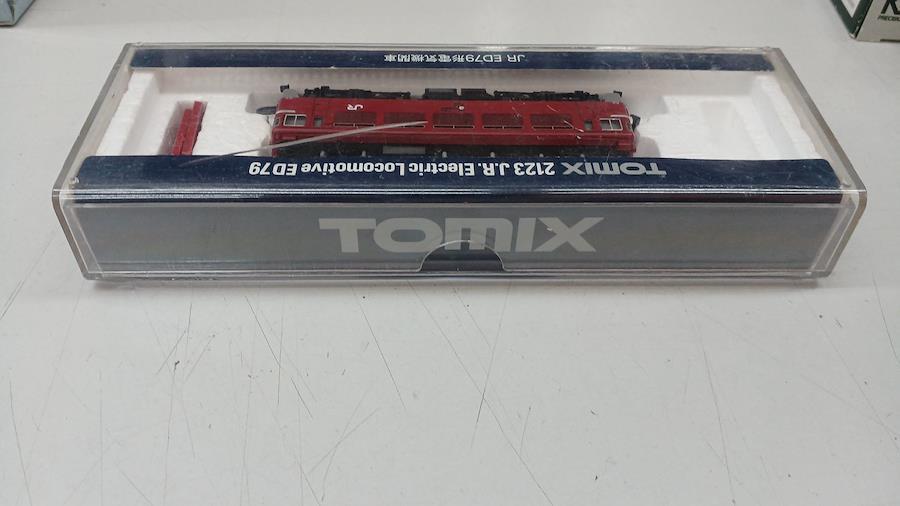 JR ED79形電気機関車
JR
TOMIX 2123 J.R. Electric Locomotive ED79
TOMIX